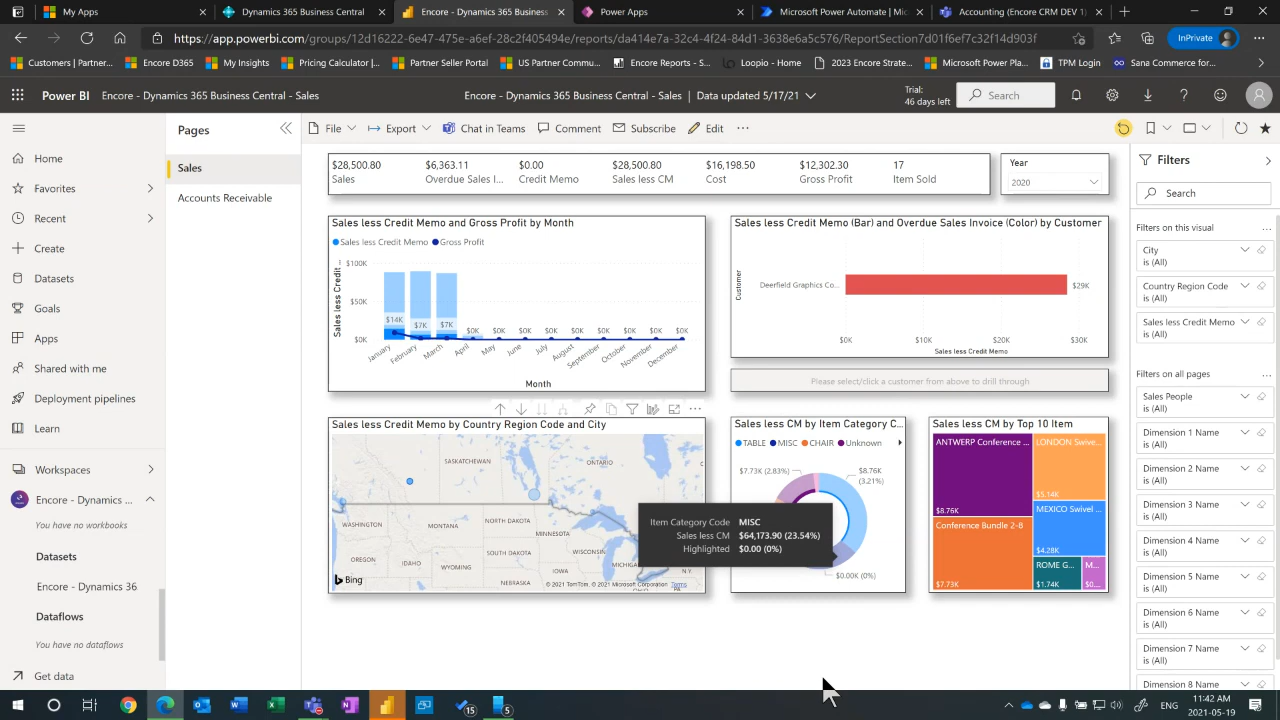 My Apps
Dynamics 365 Business Central
Encore - Dynamics 365 Business
Power Apps
Microsoft Power Automate | Mic
Accounting (Encore CRM DEV 1)
https://app.powerbi.com/groups/12d16222-6e47-475e-a6ef-28c2f405494e/reports/da414e7a-32c4-4f24-84d1-3638e6a5c576/ReportSection7d01f6ef7c32f14d903f
InPrivate
Customers | Partner...
Encore D365
My Insights
Pricing Calculator |...
Partner Seller Portal
US Partner Commu...
Encore Reports - S...
Loopio - Home
2023 Encore Strate...
Microsoft Power Pla...
TPM Login
Sana Commerce for...
Power BI
Encore - Dynamics 365 Business Central - Sales
Encore - Dynamics 365 Business Central - Sales | Data updated 5/17/21
Trial:
46 days left
Search
Pages
File
Export
Chat in Teams
Comment
Subscribe
Edit
Filters
Home
Favorites
Recent
Create
Datasets
Goals
Apps
Shared with me
Deployment pipelines
Learn
Workspaces
Encore - Dynamics ...
You have no workbooks
Datasets
Encore - Dynamics 36
Dataflows
You have no dataflows
Get data
Sales
Accounts Receivable
$28,500.80
Sales
$6,363.11
Overdue Sales I...
$0.00
Credit Memo
$28,500.80
Sales less CM
$16,198.50
Cost
$12,302.30
Gross Profit
17
Item Sold
Year
2020
Sales less Credit Memo and Gross Profit by Month
Sales less Credit Memo
Gross Profit
Sales less Credit
$100K
$50K
$0K
$14K
$7K
$7K
$0K
$0K
$0K
$0K
$0K
$0K
$0K
$0K
$0K
January
February
March
April
May
June
July
August
September
October
November
December
Month
Sales less Credit Memo (Bar) and Overdue Sales Invoice (Color) by Customer
Customer
Deerfield Graphics Co...
$29K
$0K
$10K
$20K
$30K
Sales less Credit Memo
Please select/click a customer from above to drill through
Sales less Credit Memo by Country Region Code and City
SASKATCHEWAN
ONTARIO
WASHINGTON
MONTANA
NORTH DAKOTA
MINNESOTA
OREGON
IDAHO
WYOMING
SOUTH DAKOTA
WISCONSIN
MICHIGA
NEBRASKA
IOWA
Bing
© 2021 TomTom, © 2021 Microsoft Corporation Terms
Sales less CM by Item Category C...
TABLE
MISC
CHAIR
Unknown
$7.73K (2.83%)
$8.76K
(3.21%)
$0.00K (0%)
Item Category Code MISC
Sales less CM $64,173.90 (23.54%)
Highlighted $0.00 (0%)
Sales less CM by Top 10 Item
ANTWERP Conference ...
$8.76K
Conference Bundle 2-8
$7.73K
LONDON Swive...
$5.14K
MEXICO Swivel ...
$4.28K
ROME G...
$1.74K
M...
$0...
Search
Filters on this visual
City
is (All)
Country Region Code
is (All)
Sales less Credit Memo
is (All)
Filters on all pages
Sales People
is (All)
Dimension 1 Name
is (All)
Dimension 2 Name
is (All)
Dimension 3 Name
is (All)
Dimension 4 Name
is (All)
Dimension 5 Name
is (All)
Dimension 6 Name
is (All)
Dimension 7 Name
is (All)
Dimension 8 Name
15
5
11:42 AM
2021-05-19